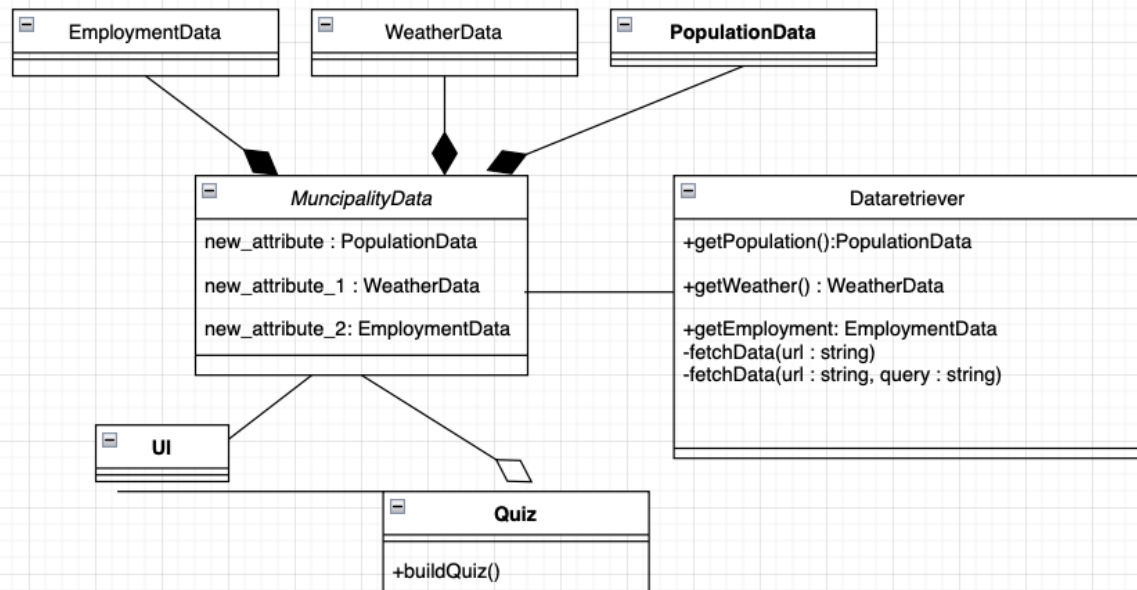 EmploymentData
WeatherData
PopulationData
MuncipalityData
new_attribute : PopulationData
new_attribute_1 : WeatherData
new_attribute_2: EmploymentData
Dataretriever
+getPopulation():PopulationData
+getWeather() : WeatherData
+getEmployment: EmploymentData
-fetchData(url : string)
-fetchData(url : string, query : string)
UI
Quiz
+buildQuiz()